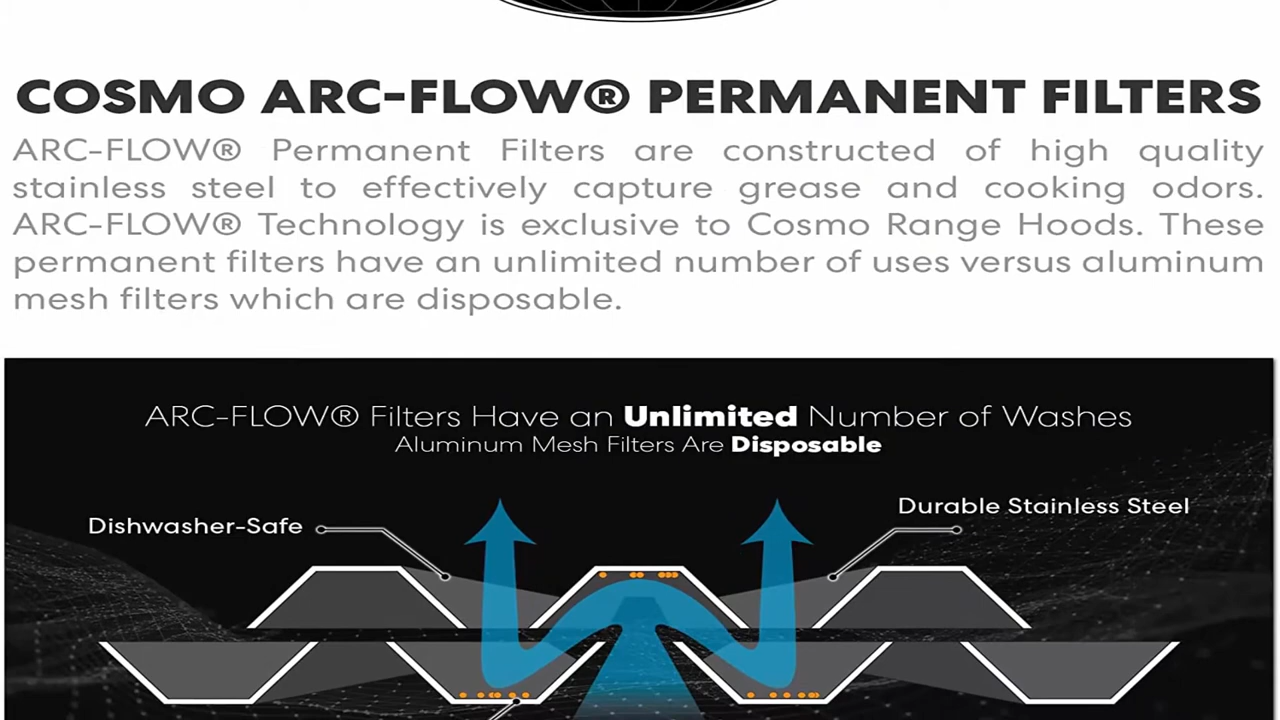 COSMO ARC-FLOW® PERMANENT FILTERS
ARC-FLOW® Permanent Filters are constructed of high quality
stainless steel to effectively capture grease and cooking odors.
ARC-FLOW® Technology is exclusive to Cosmo Range Hoods. These
permanent filters have an unlimited number of uses versus aluminum
mesh filters which are disposable.
ARC-FLOW® Filters Have an Unlimited Number of Washes
Aluminum Mesh Filters Are Disposable
Durable Stainless Steel
Dishwasher-Safe